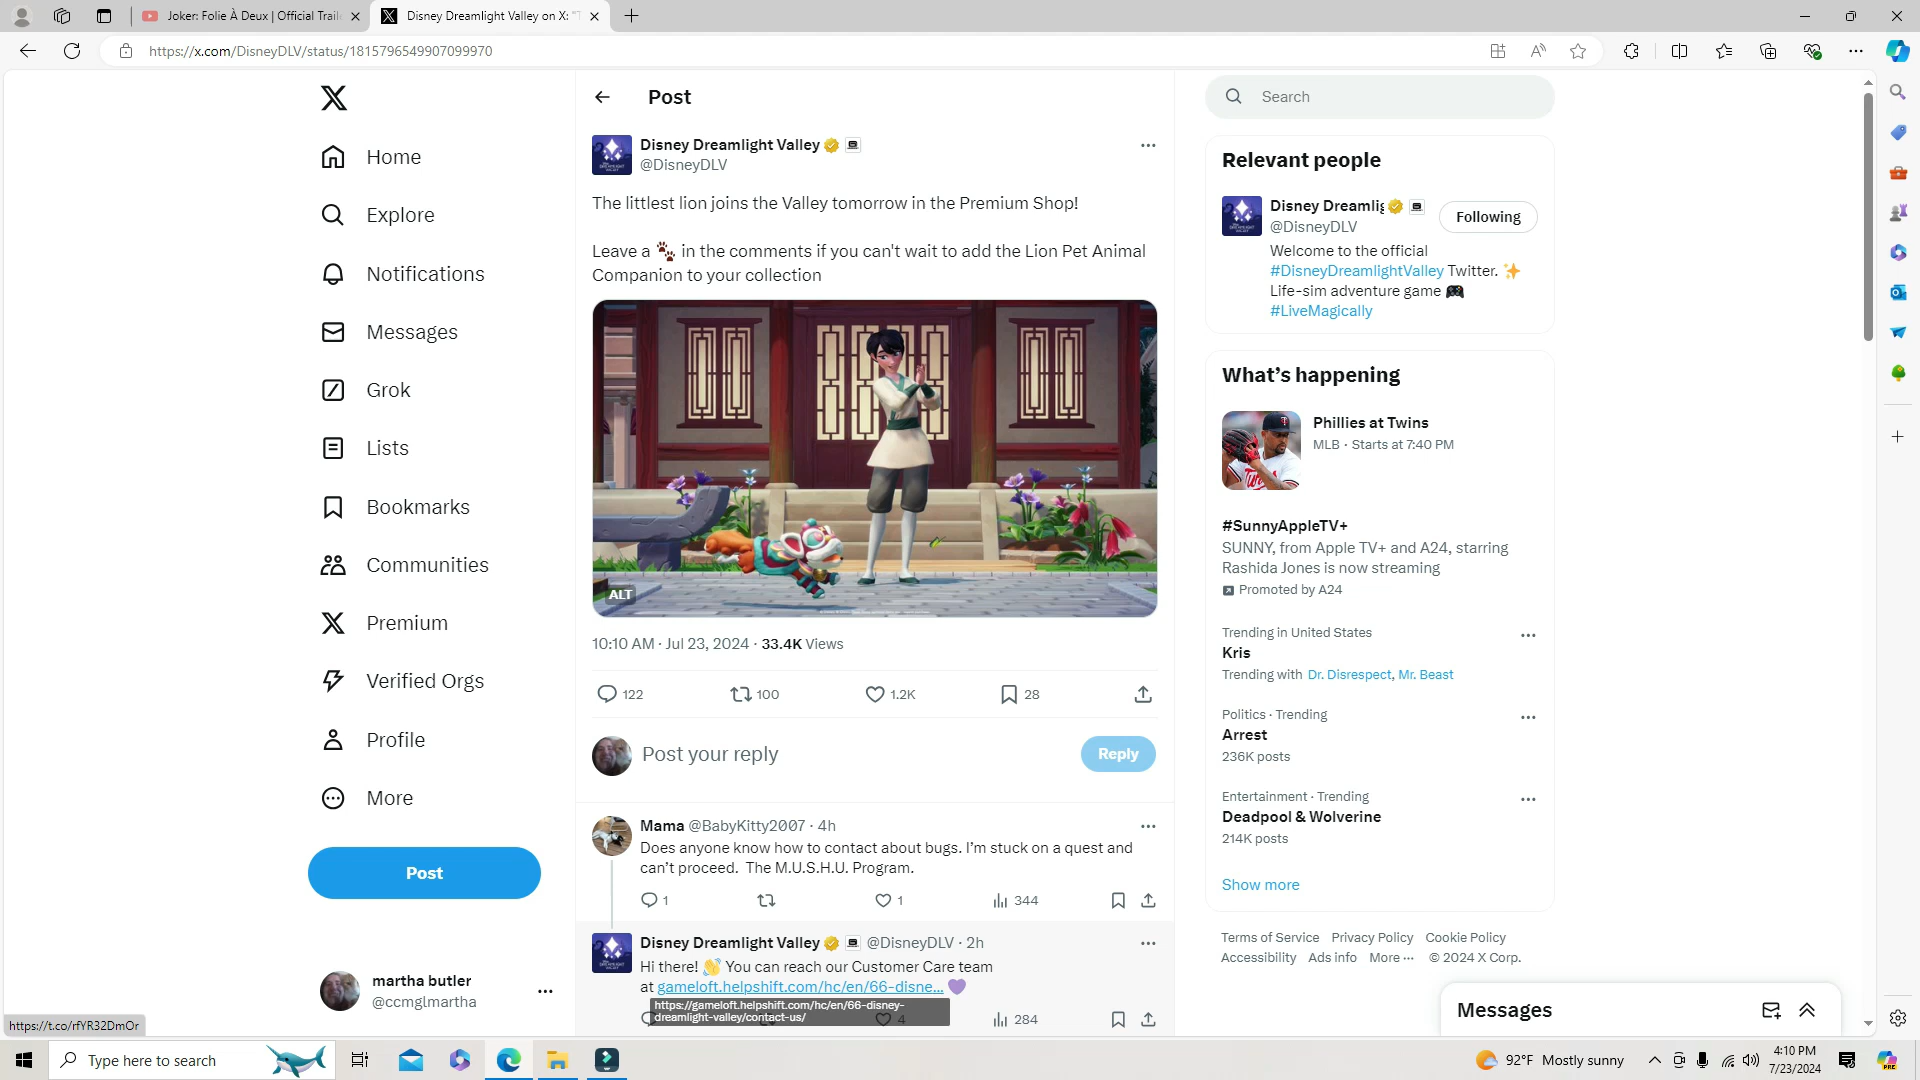 Joker: Folie À Deux | Official Trail
Disney Dreamlight Valley on X: "T
https://x.com/DisneyDLV/status/1815796549907099970
Home
Explore
Notifications
Messages
Grok
Lists
Bookmarks
Communities
Premium
Verified Orgs
Profile
More
Post
martha butler
@ccmglmartha
https://t.co/rfYR32DmOr
Post
Disney Dreamlight Valley
@DisneyDLV
The littlest lion joins the Valley tomorrow in the Premium Shop!
Leave a 🐾 in the comments if you can't wait to add the Lion Pet Animal
Companion to your collection
ALT
10:10 AM · Jul 23, 2024 · 33.4K Views
122
100
1.2K
28
Post your reply
Reply
Mama @BabyKitty2007 · 4h
Does anyone know how to contact about bugs. I'm stuck on a quest and
can't proceed. The M.U.S.H.U. Program.
1
1
344
Disney Dreamlight Valley @DisneyDLV · 2h
Hi there! 👋 You can reach our Customer Care team
at gameloft.helpshift.com/hc/en/66-disne... 💜
https://gameloft.helpshift.com/hc/en/66-disney-
dreamlight-valley/contact-us/
4
284
Search
Relevant people
Disney Dreamlig
@DisneyDLV
Following
Welcome to the official
#DisneyDreamlightValley Twitter. ✨
Life-sim adventure game 🎮
#LiveMagically
What's happening
Phillies at Twins
MLB · Starts at 7:40 PM
#SunnyAppleTV+
SUNNY, from Apple TV+ and A24, starring
Rashida Jones is now streaming
Promoted by A24
Trending in United States
Kris
Trending with Dr. Disrespect, Mr. Beast
Politics · Trending
Arrest
236K posts
Entertainment · Trending
Deadpool & Wolverine
214K posts
Show more
Terms of Service Privacy Policy Cookie Policy
Accessibility Ads info More ··· © 2024 X Corp.
Messages
Type here to search
92°F Mostly sunny
4:10 PM
7/23/2024